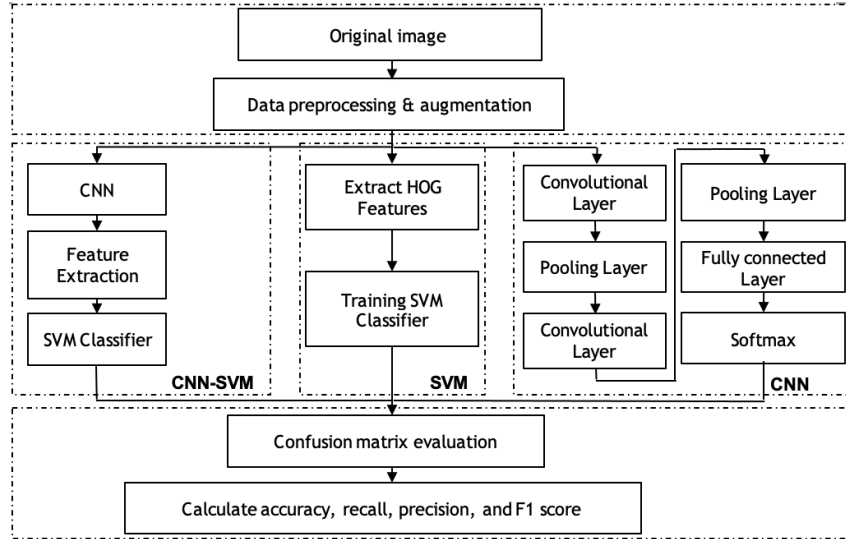 Original image
Data preprocessing & augmentation
CNN
Feature
Extraction
SVM Classifier
CNN-SVM
Extract HOG
Features
Training SVM
Classifier
SVM
Convolutional
Layer
Pooling Layer
Convolutional
Layer
Pooling Layer
Fully connected
Layer
Softmax
CNN
Confusion matrix evaluation
Calculate accuracy, recall, precision, and F1 score